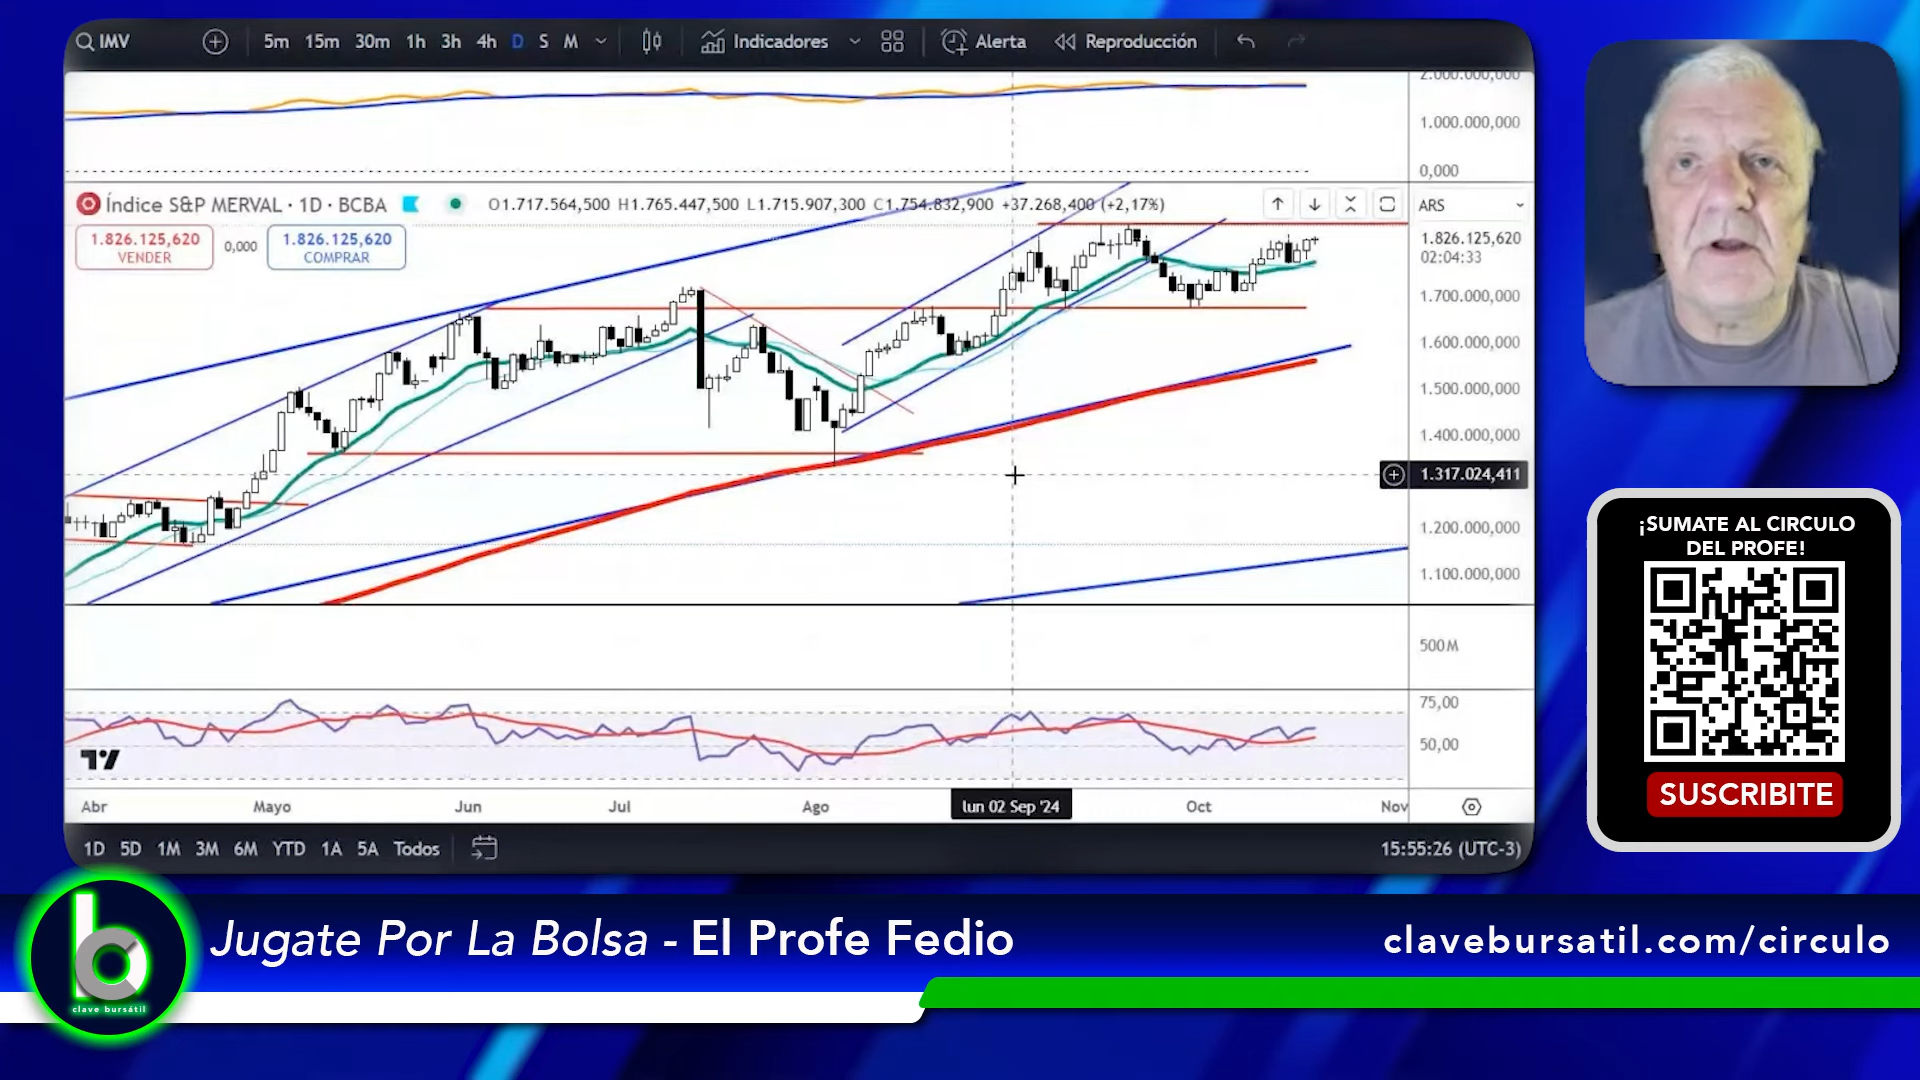 IMV
5m 15m 30m 1h 3h 4h D S M
Indicadores
Alerta
Reproducción
2.000.000,000
1.000.000,000
0,000
Índice S&P MERVAL · 1D · BCBA
O1.717.564,500 H1.765.447,500 L1.715.907,300 C1.754.832,900 +37.268,400 (+2,17%)
ARS
1.826.125,620
VENDER
0,000
1.826.125,620
COMPRAR
1.826.125,620
02:04:33
1.700.000,000
1.600.000,000
1.500.000,000
1.400.000,000
1.317.024,411
1.200.000,000
1.100.000,000
500M
75,00
50,00
Abr Mayo Jun Jul Ago lun 02 Sep '24 Oct Nov
1D 5D 1M 3M 6M YTD 1A 5A Todos
15:55:26 (UTC-3)
¡SUMATE AL CIRCULO
DEL PROFE!
SUSCRIBITE
bc
clave bursátil
Jugate Por La Bolsa - El Profe Fedio
clavebursatil.com/circulo